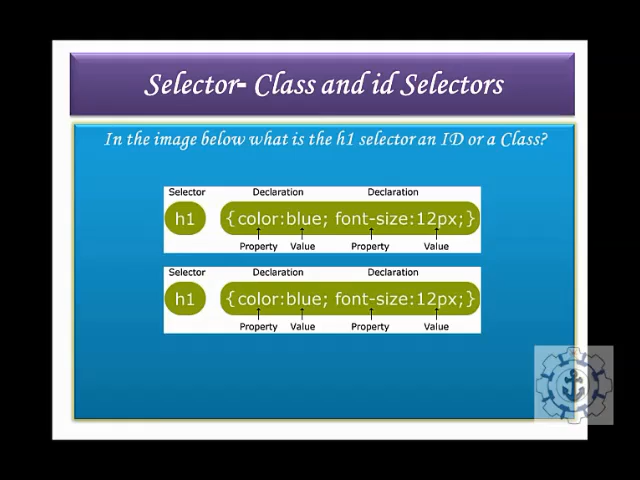 Selector- Class and id Selectors
In the image below what is the h1 selector an ID or a Class?
Selector Declaration Declaration
h1 {color:blue; font-size:12px;}
Property Value Property Value
Selector Declaration Declaration
h1 {color:blue; font-size:12px;}
Property Value Property Value